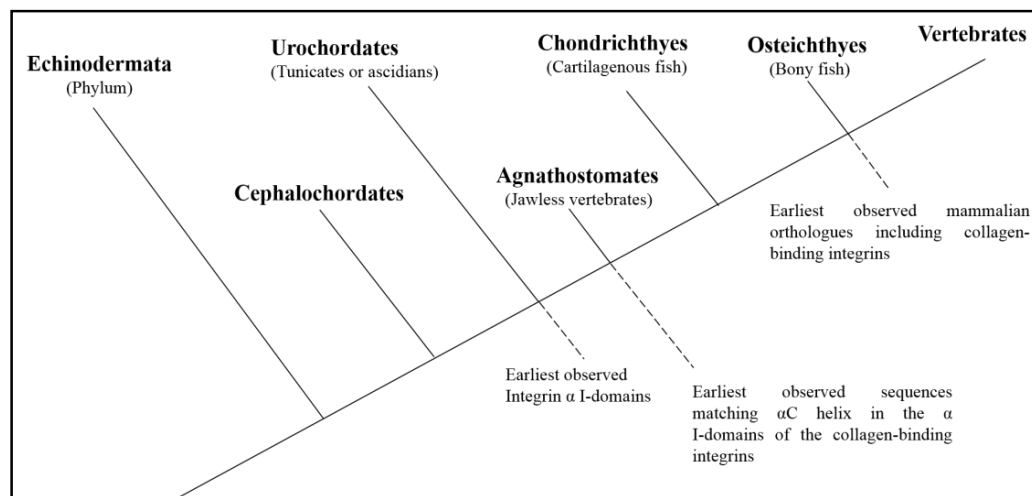 Echinodermata
(Phylum)
Urochordates
(Tunicates or ascidians)
Cephalochordates
Chondrichthyes
(Cartilagenous fish)
Agnathostomates
(Jawless vertebrates)
Osteichthyes
(Bony fish)
Vertebrates
Earliest observed mammalian
orthologues including collagen-
binding integrins
Earliest observed
Integrin α I-domains
Earliest observed sequences
matching αC helix in the α
I-domains of the collagen-binding
integrins